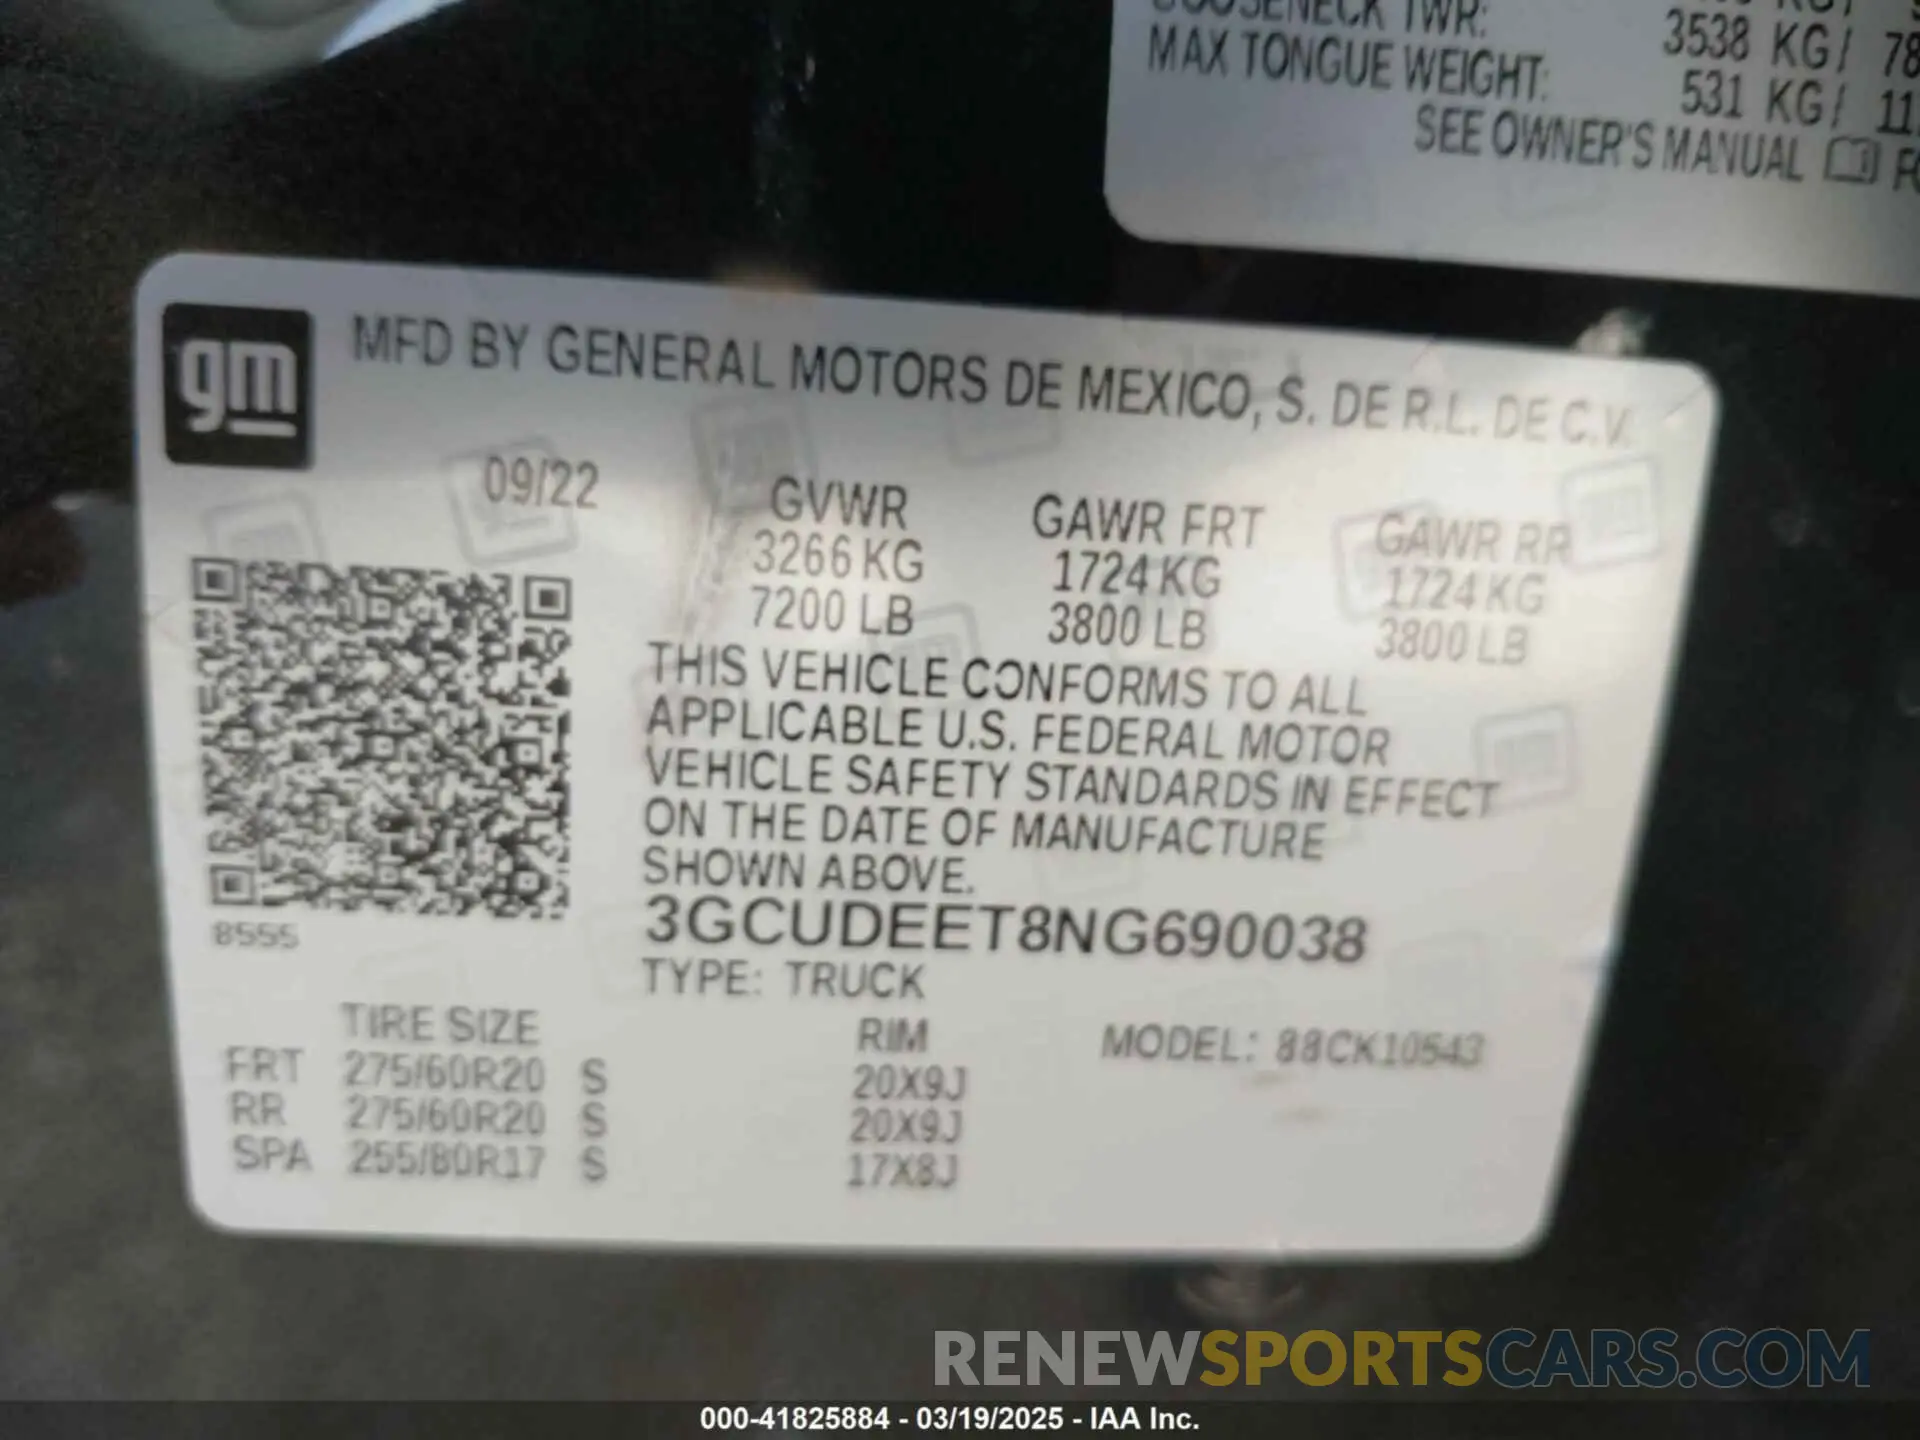 GOOSENECK TWR:
3538 KG/ 78
MAX TONGUE WEIGHT:
531 KG/ 11
SEE OWNER'S MANUAL
gm
MFD BY GENERAL MOTORS DE MEXICO, S. DE R.L. DE C.V.
09/22
GVWR GAWR FRT GAWR RR
3266 KG 1724 KG 1724 KG
7200 LB 3800 LB 3800 LB
THIS VEHICLE CONFORMS TO ALL
APPLICABLE U.S. FEDERAL MOTOR
VEHICLE SAFETY STANDARDS IN EFFECT
ON THE DATE OF MANUFACTURE
SHOWN ABOVE.
8555
3GCUDEET8NG690038
TYPE: TRUCK
TIRE SIZE RIM MODEL: 88CK10543
FRT 275/60R20 S 20X9J
RR 275/60R20 S 20X9J
SPA 255/80R17 S 17X8J
RENEWSPORTSCARS.COM
000-41825884 - 03/19/2025 - IAA Inc.